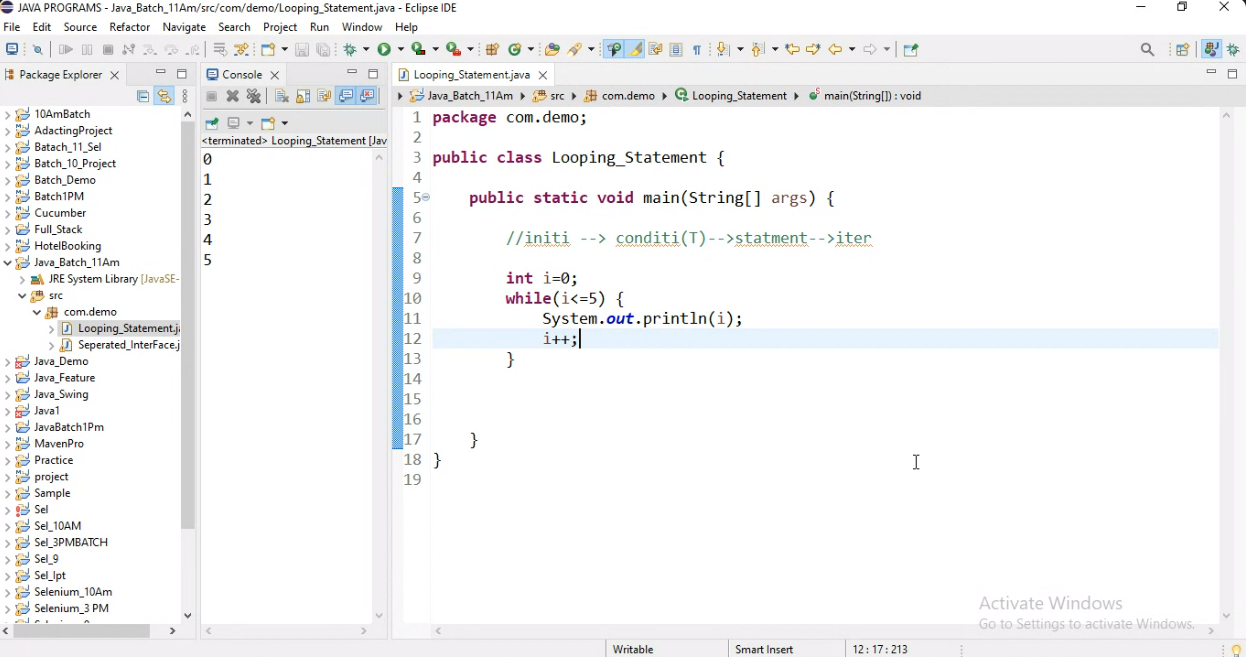 JAVA PROGRAMS - Java_Batch_11Am/src/com/demo/Looping_Statement.java - Eclipse IDE
File Edit Source Refactor Navigate Search Project Run Window Help
Package Explorer
10AmBatch
AdactingProject
Batach_11_Sel
Batch_10_Project
Batch_Demo
Batch1PM
Cucumber
Full_Stack
HotelBooking
Java_Batch_11Am
JRE System Library [JavaSE-
src
com.demo
Looping_Statement.j
Seperated_InterFace.j
Java_Demo
Java_Feature
Java_Swing
Java1
JavaBatch1Pm
MavenPro
Practice
project
Sample
Sel
Sel_10AM
Sel_3PMBATCH
Sel_9
Sel_Ipt
Selenium_10Am
Selenium_3 PM
Console
<terminated> Looping_Statement [Jav
0
1
2
3
4
5
Looping_Statement.java
Java_Batch_11Am src com.demo Looping_Statement main(String[]) : void
1 package com.demo;
2
3 public class Looping_Statement {
4
5 public static void main(String[] args) {
6
7 //initi --> conditi(T)-->statment-->iter
8
9 int i=0;
10 while(i<=5) {
11 System.out.println(i);
12 i++;
13 }
14
15
16
17 }
18 }
19
Activate Windows
Go to Settings to activate Windows.
Writable Smart Insert 12 : 17 : 213